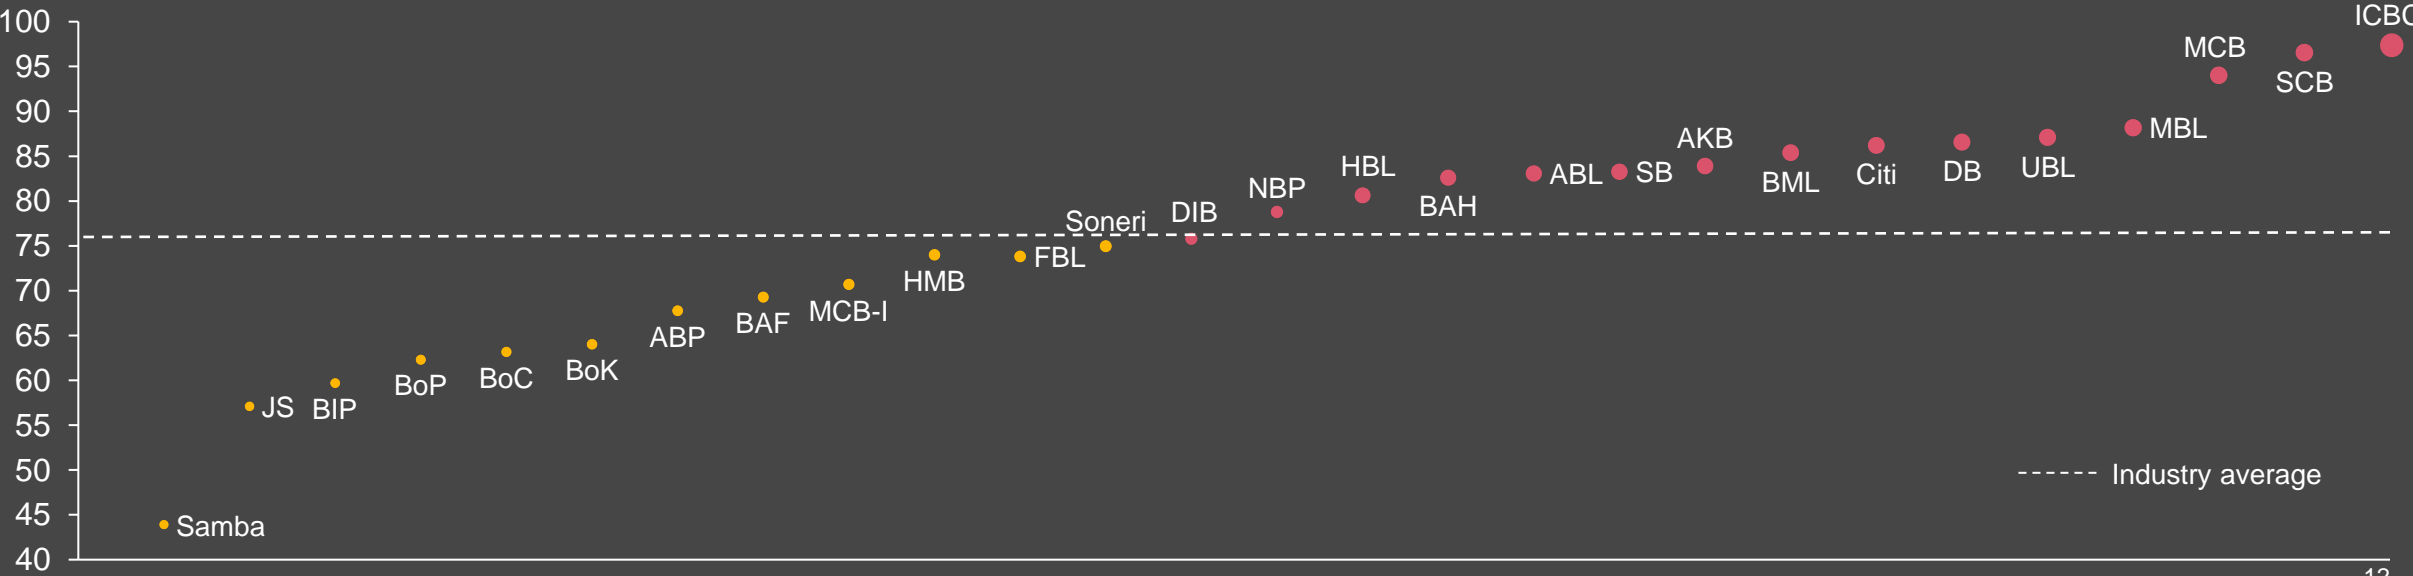 100
95
90
85
80
75
70
65
60
55
50
45
40
Samba
JS
BIP
BoP
BoC
BoK
ABP
BAF
MCB-I
HMB
FBL
Soneri
DIB
NBP
HBL
BAH
ABL
SB
AKB
BML
Citi
DB
UBL
MBL
MCB
SCB
ICBC
Industry average
12